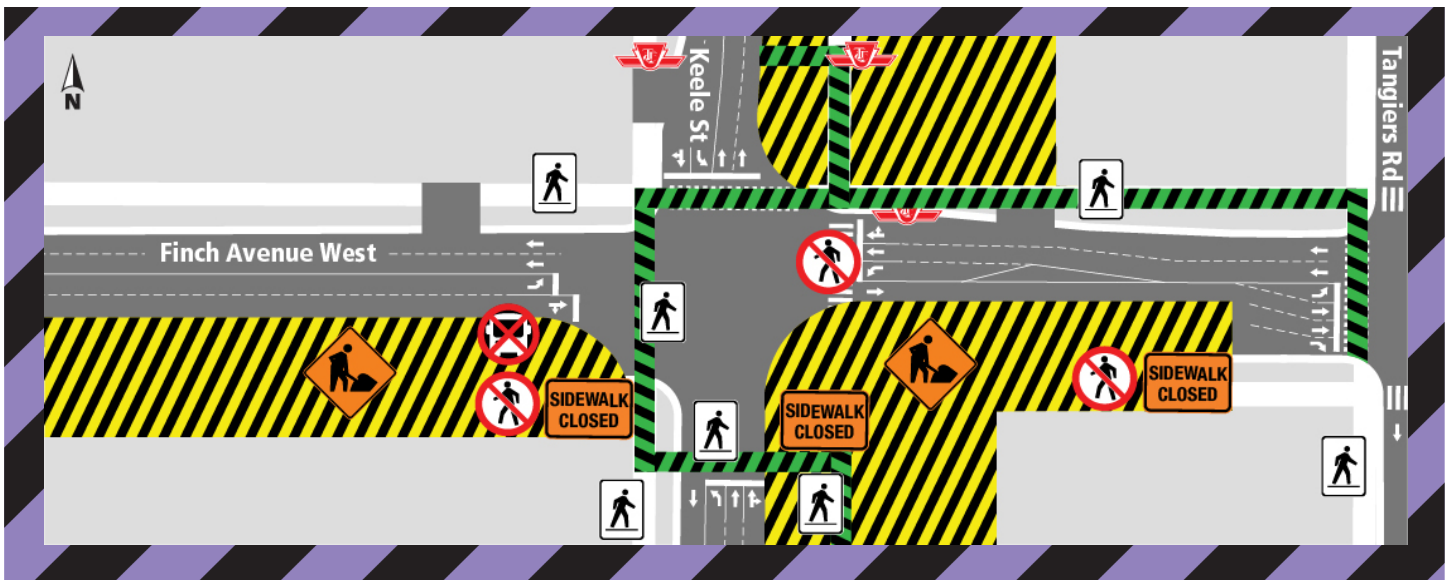 N
Keele St
Tangiers Rd
Finch Avenue West
SIDEWALK
CLOSED
SIDEWALK
CLOSED
SIDEWALK
CLOSED